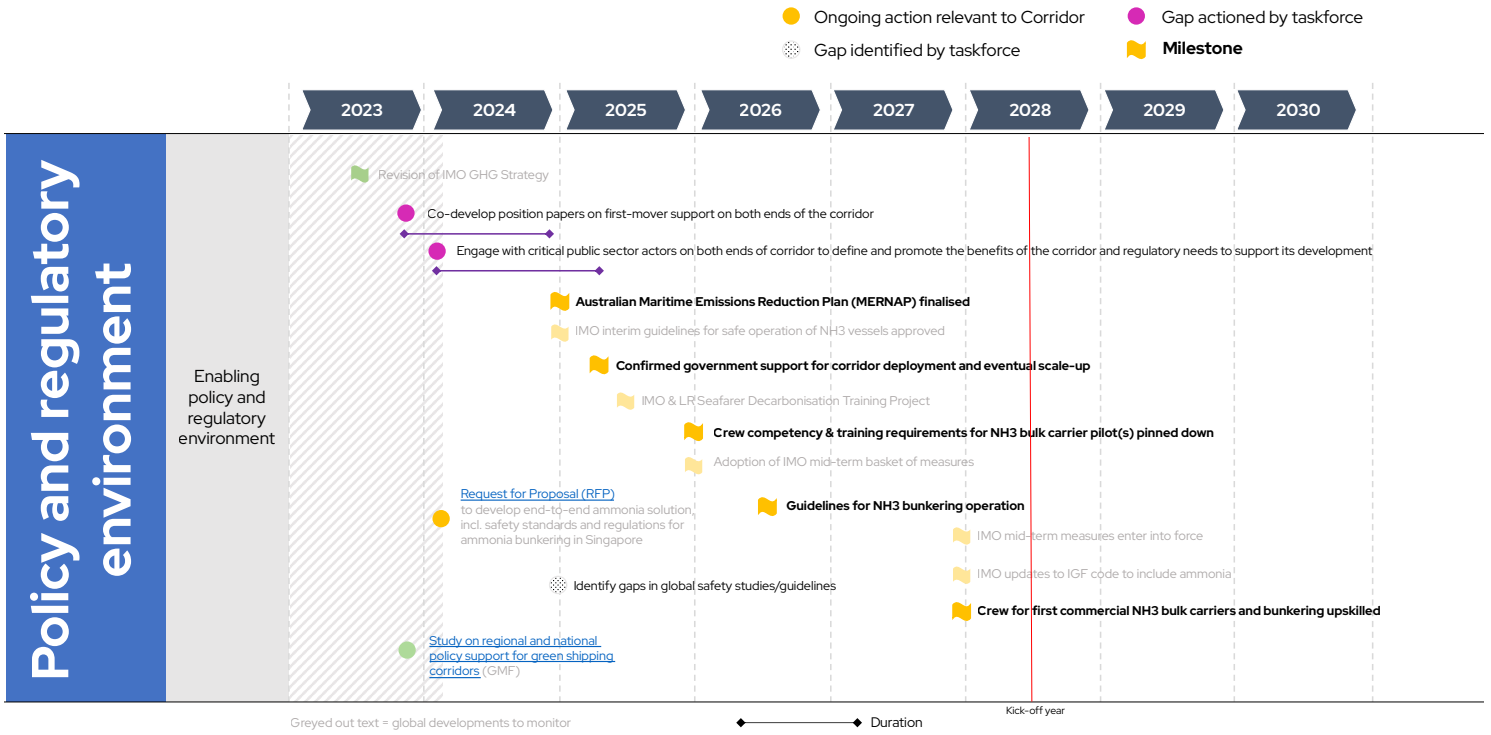 Ongoing action relevant to Corridor
Gap actioned by taskforce
Gap identified by taskforce
Milestone
2023
2024
2025
2026
2027
2028
2029
2030
Policy and regulatory
environment
Enabling
policy and
regulatory
environment
Revision of IMO GHG Strategy
Co-develop position papers on first-mover support on both ends of the corridor
Engage with critical public sector actors on both ends of corridor to define and promote the benefits of the corridor and regulatory needs to support its development
Australian Maritime Emissions Reduction Plan (MERNAP) finalised
IMO interim guidelines for safe operation of NH3 vessels approved
Confirmed government support for corridor deployment and eventual scale-up
IMO & LR Seafarer Decarbonisation Training Project
Crew competency & training requirements for NH3 bulk carrier pilot(s) pinned down
Adoption of IMO mid-term basket of measures
Request for Proposal (RFP)
to develop end-to-end ammonia solution,
incl. safety standards and regulations for
ammonia bunkering in Singapore
Guidelines for NH3 bunkering operation
IMO mid-term measures enter into force
IMO updates to IGF code to include ammonia
Identify gaps in global safety studies/guidelines
Crew for first commercial NH3 bulk carriers and bunkering upskilled
Study on regional and national
policy support for green shipping
corridors (GMF)
Kick-off year
Greyed out text = global developments to monitor
Duration